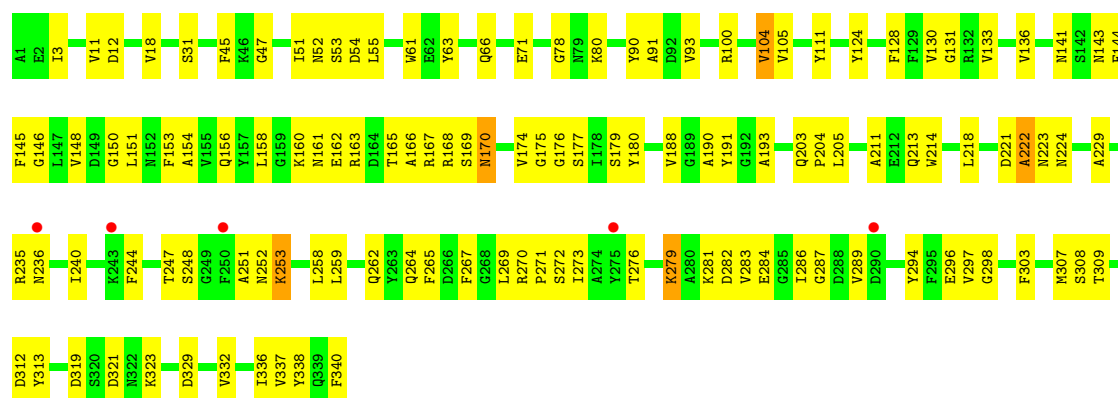 A1 E2 I3 V11 D12 V18 S31 F45 K46 G47 I51 N52 S53 D54 L55 W61 E62 Y63 Q66 E71 G78 N79 K80 Y90 A91 D92 V93 R100 V104 V105 Y111 Y124 F128 F129 V130 G131 R132 V133 V136 N141 S142 N143
F145 G146 L147 V148 D149 G150 L151 N152 F153 A154 V155 Q156 Y157 L158 G159 K160 N161 E162 R163 D164 T165 A166 R167 R168 S169 N170 V174 G175 G176 S177 I178 S179 Y180 V188 G189 A190 Y191 G192 A193 Q203 P204 L205 A211 E212 Q213 W214 L218 D221 A222 N223 N224 A229
R235 N236 I240 K243 F244 T247 S248 G249 F250 A251 N252 K253 L258 L259 Q262 Y263 Q264 F265 D266 F267 G268 L269 R270 P271 S272 I273 A274 Y275 T276 K279 A280 K281 D282 V283 E284 G285 I286 G287 D288 V289 D290 Y294 F295 E296 V297 G298 F303 M307 S308 T309
D312 Y313 D319 S320 D321 N322 K323 D329 V332 I336 V337 Y338 Q339 F340